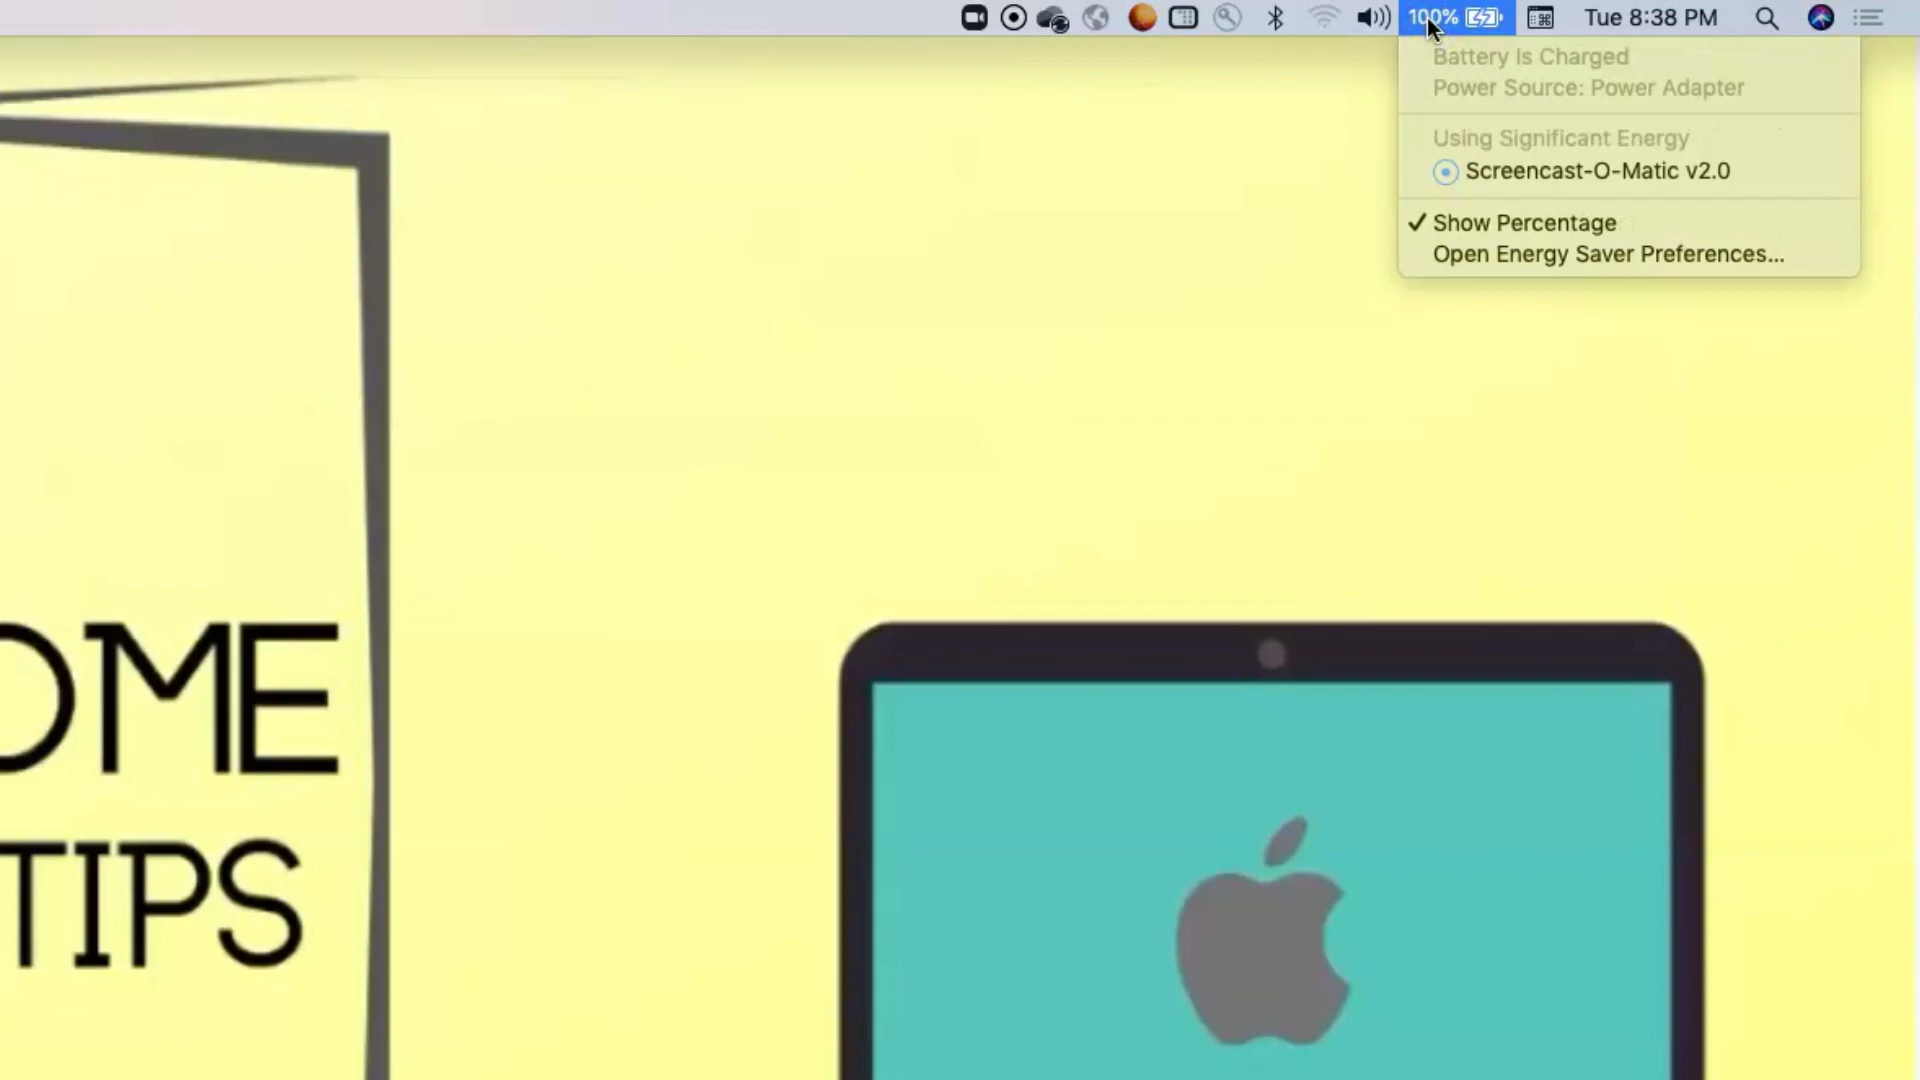 100%
Tue 8:38 PM
Battery Is Charged
Power Source: Power Adapter
Using Significant Energy
Screencast-O-Matic v2.0
✓ Show Percentage
Open Energy Saver Preferences...
OME
TIPS